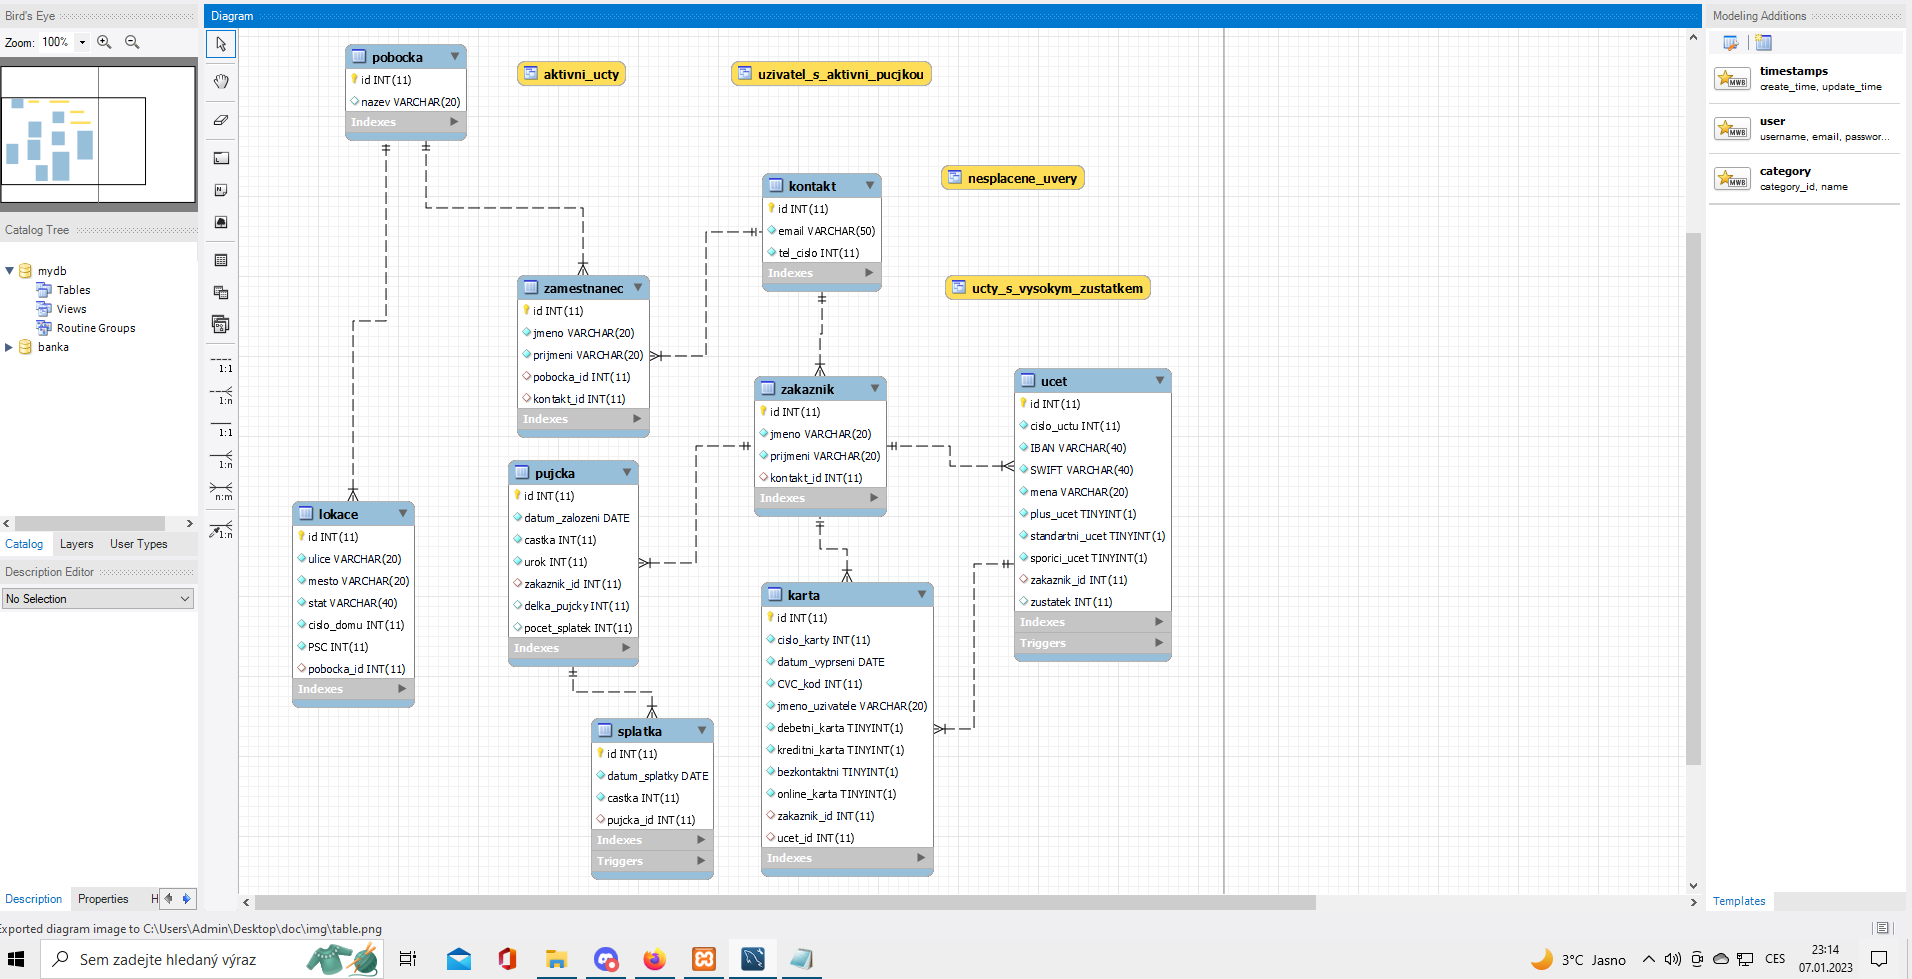 Bird's Eye
Zoom: 100%
Catalog Tree
mydb
Tables
Views
Routine Groups
banka
Catalog Layers User Types
Description Editor
No Selection
Description Properties H
Diagram
1:1
1:n
1:1
1:n
n:m
1:n
pobocka
id INT(11)
nazev VARCHAR(20)
Indexes
aktivni_ucty
uzivatel_s_aktivni_pucjkou
nesplacene_uvery
ucty_s_vysokym_zustatkem
kontakt
id INT(11)
email VARCHAR(50)
tel_cislo INT(11)
Indexes
zamestnanec
id INT(11)
jmeno VARCHAR(20)
prijmeni VARCHAR(20)
pobocka_id INT(11)
kontakt_id INT(11)
Indexes
zakaznik
id INT(11)
jmeno VARCHAR(20)
prijmeni VARCHAR(20)
kontakt_id INT(11)
Indexes
ucet
id INT(11)
cislo_uctu INT(11)
IBAN VARCHAR(40)
SWIFT VARCHAR(40)
mena VARCHAR(20)
plus_ucet TINYINT(1)
standartni_ucet TINYINT(1)
sporici_ucet TINYINT(1)
zakaznik_id INT(11)
zustatek INT(11)
Indexes
Triggers
pujcka
id INT(11)
datum_zalozeni DATE
castka INT(11)
urok INT(11)
zakaznik_id INT(11)
delka_pujcky INT(11)
pocet_splatek INT(11)
Indexes
lokace
id INT(11)
ulice VARCHAR(20)
mesto VARCHAR(20)
stat VARCHAR(40)
cislo_domu INT(11)
PSC INT(11)
pobocka_id INT(11)
Indexes
karta
id INT(11)
cislo_karty INT(11)
datum_vyprseni DATE
CVC_kod INT(11)
jmeno_uzivatele VARCHAR(20)
debetni_karta TINYINT(1)
kreditni_karta TINYINT(1)
bezkontaktni TINYINT(1)
online_karta TINYINT(1)
zakaznik_id INT(11)
ucet_id INT(11)
Indexes
splatka
id INT(11)
datum_splatky DATE
castka INT(11)
pujcka_id INT(11)
Indexes
Triggers
Modeling Additions
MWB
timestamps
create_time, update_time
MWB
user
username, email, passwor...
MWB
category
category_id, name
Templates
Exported diagram image to C:\Users\Admin\Desktop\doc\img\table.png
Sem zadejte hledaný výraz
3°C Jasno
CES
23:14
07.01.2023